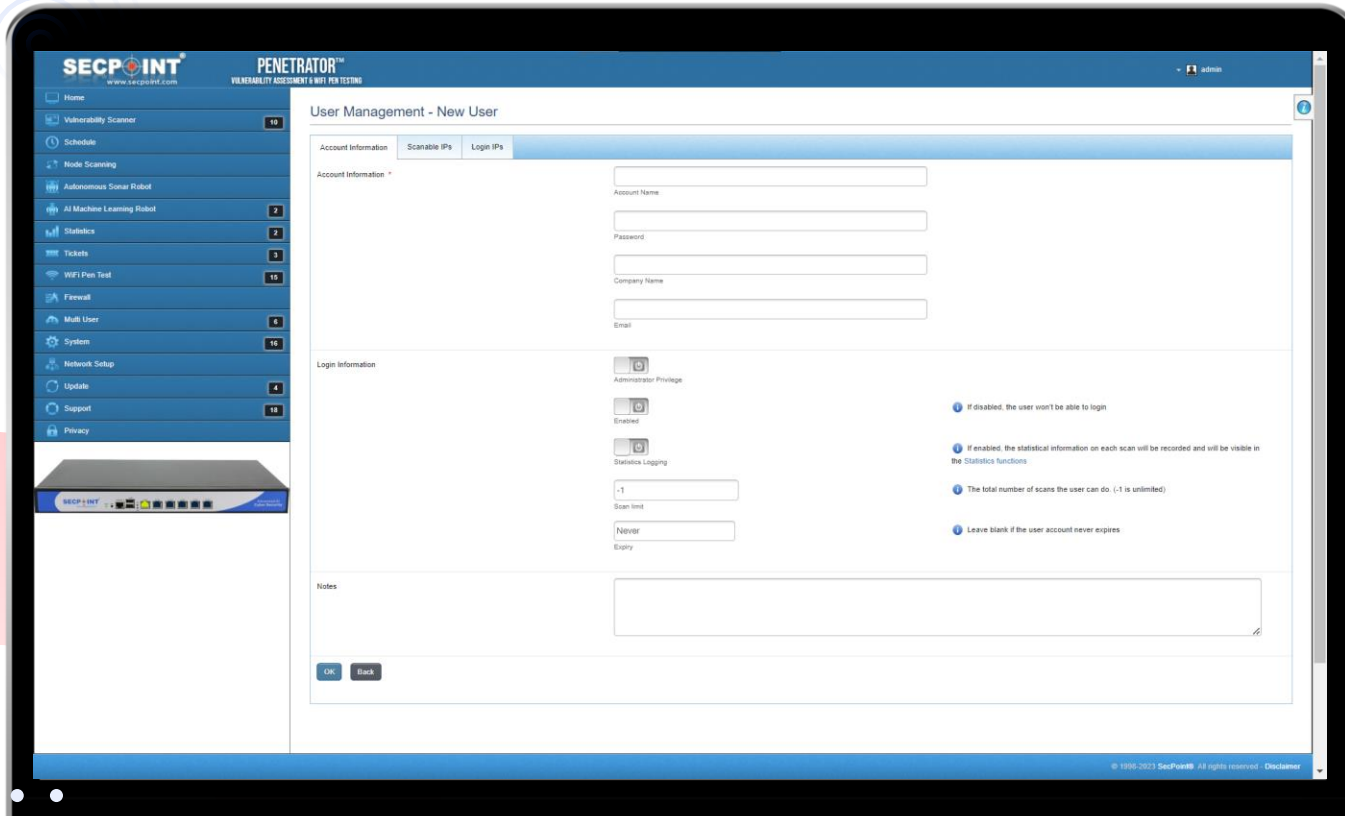 SECPOINT®
www.secpoint.com
PENETRATOR™
VULNERABILITY ASSESSMENT & WIFI PEN TESTING
admin
Home
Vulnerability Scanner 10
Schedule
Node Scanning
Autonomous Sonar Robot
AI Machine Learning Robot 2
Statistics 2
Tickets 3
WiFi Pen Test 15
Firewall
Multi User 6
System 16
Network Setup
Update 4
Support 18
Privacy
SECPOINT
User Management - New User
Account Information Scanable IPs Login IPs
Account Information *
Account Name
Password
Company Name
Email
Login Information
Administrator Privilege
Enabled
If disabled, the user won't be able to login
Statistics Logging
If enabled, the statistical information on each scan will be recorded and will be visible in
the Statistics functions
-1
Scan limit
The total number of scans the user can do. (-1 is unlimited)
Never
Expiry
Leave blank if the user account never expires
Notes
OK Back
© 1998-2023 SecPoint®. All rights reserved - Disclaimer